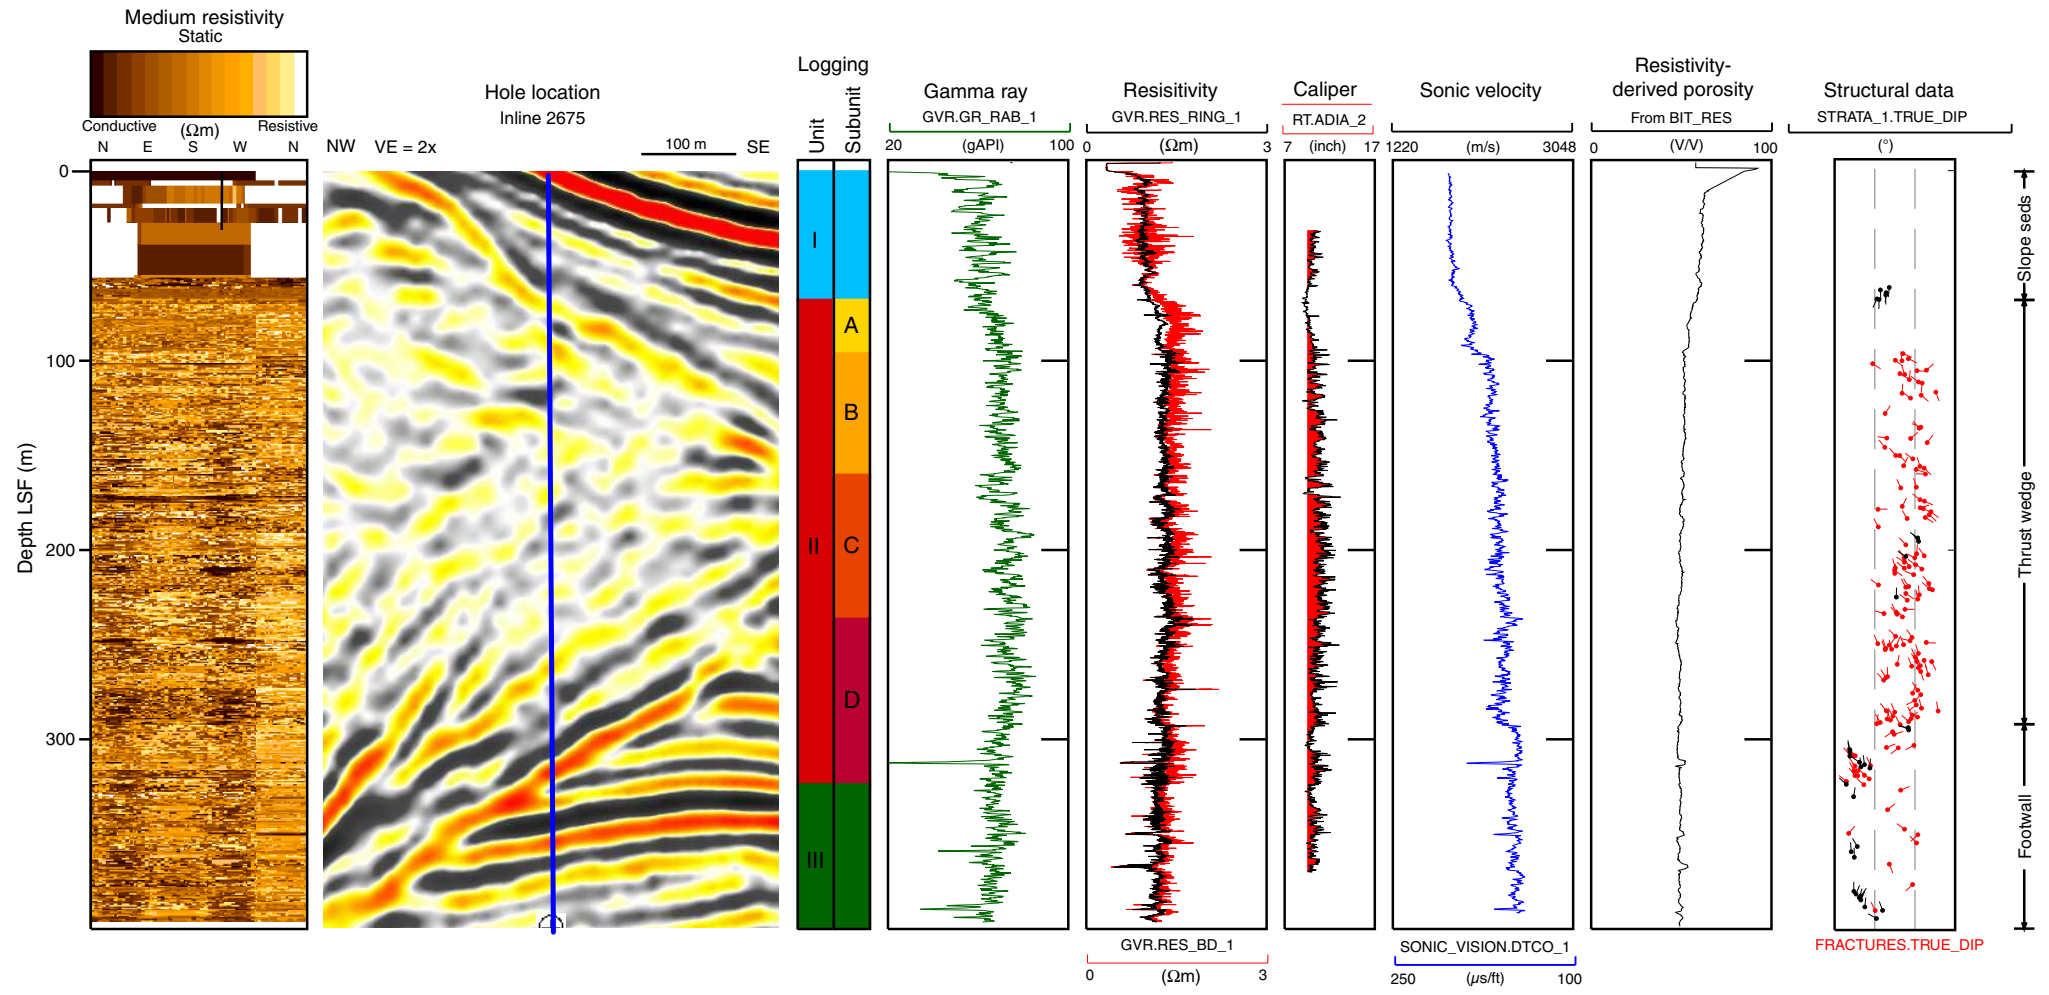 Medium resistivity
Static
Conductive (Ωm) Resistive
N E S W N
Hole location
Inline 2675
NW VE = 2x 100 m SE
Logging
Unit
Subunit
Gamma ray
GVR.GR_RAB_1
20 (gAPI) 100
Resisitivity
GVR.RES_RING_1
0 (Ωm) 3
Caliper
RT.ADIA_2
7 (inch) 17
Sonic velocity
1220 (m/s) 3048
Resistivity-
derived porosity
From BIT_RES
0 (V/V) 100
Structural data
STRATA_1.TRUE_DIP
(°)
Depth LSF (m)
0
100
200
300
I
II
III
A
B
C
D
Slope seds
Thrust wedge
Footwall
GVR.RES_BD_1
0 (Ωm) 3
SONIC_VISION.DTCO_1
250 (µs/ft) 100
FRACTURES.TRUE_DIP